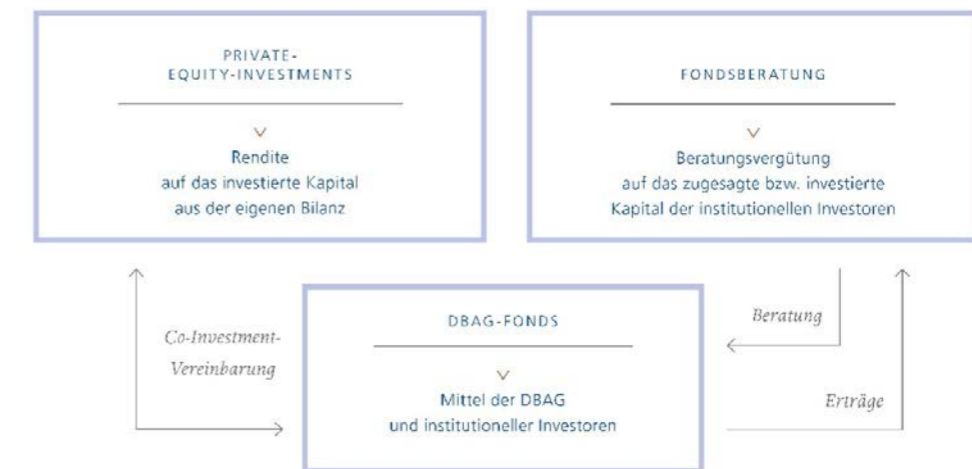 PRIVATE-
EQUITY-INVESTMENTS
Rendite
auf das investierte Kapital
aus der eigenen Bilanz
FONDSBERATUNG
Beratungsvergütung
auf das zugesagte bzw. investierte
Kapital der institutionellen Investoren
Co-Investment-
Vereinbarung
DBAG-FONDS
Mittel der DBAG
und institutioneller Investoren
Beratung
Erträge